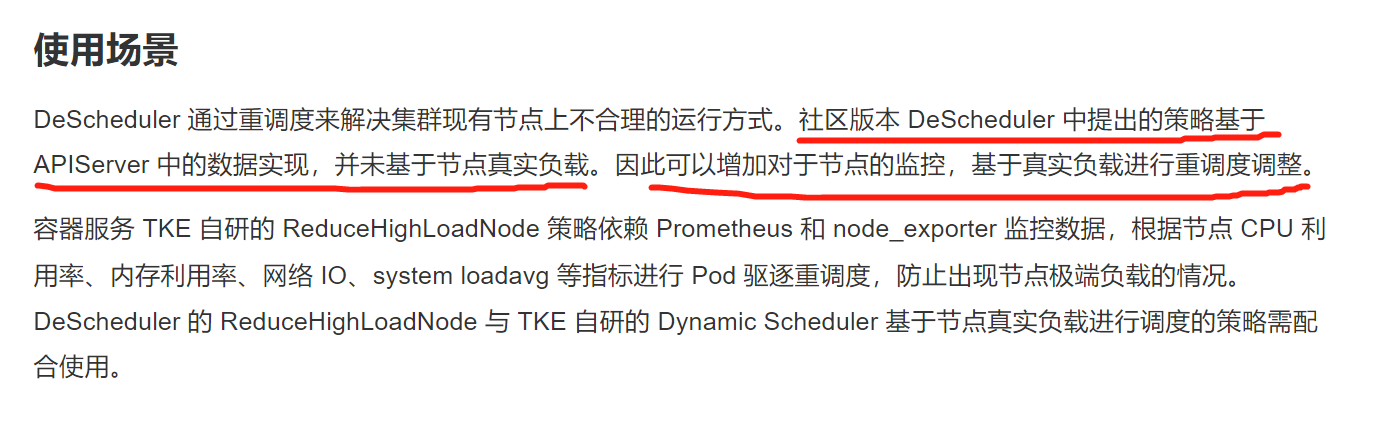 使用场景
DeScheduler 通过重调度来解决集群现有节点上不合理的运行方式。社区版本 DeScheduler 中提出的策略基于
APIServer 中的数据实现，并未基于节点真实负载。因此可以增加对于节点的监控，基于真实负载进行重调度调整。
容器服务 TKE 自研的 ReduceHighLoadNode 策略依赖 Prometheus 和 node_exporter 监控数据，根据节点 CPU 利
用率、内存利用率、网络 IO、system loadavg 等指标进行 Pod 驱逐重调度，防止出现节点极端负载的情况。
DeScheduler 的 ReduceHighLoadNode 与 TKE 自研的 Dynamic Scheduler 基于节点真实负载进行调度的策略需配
合使用。